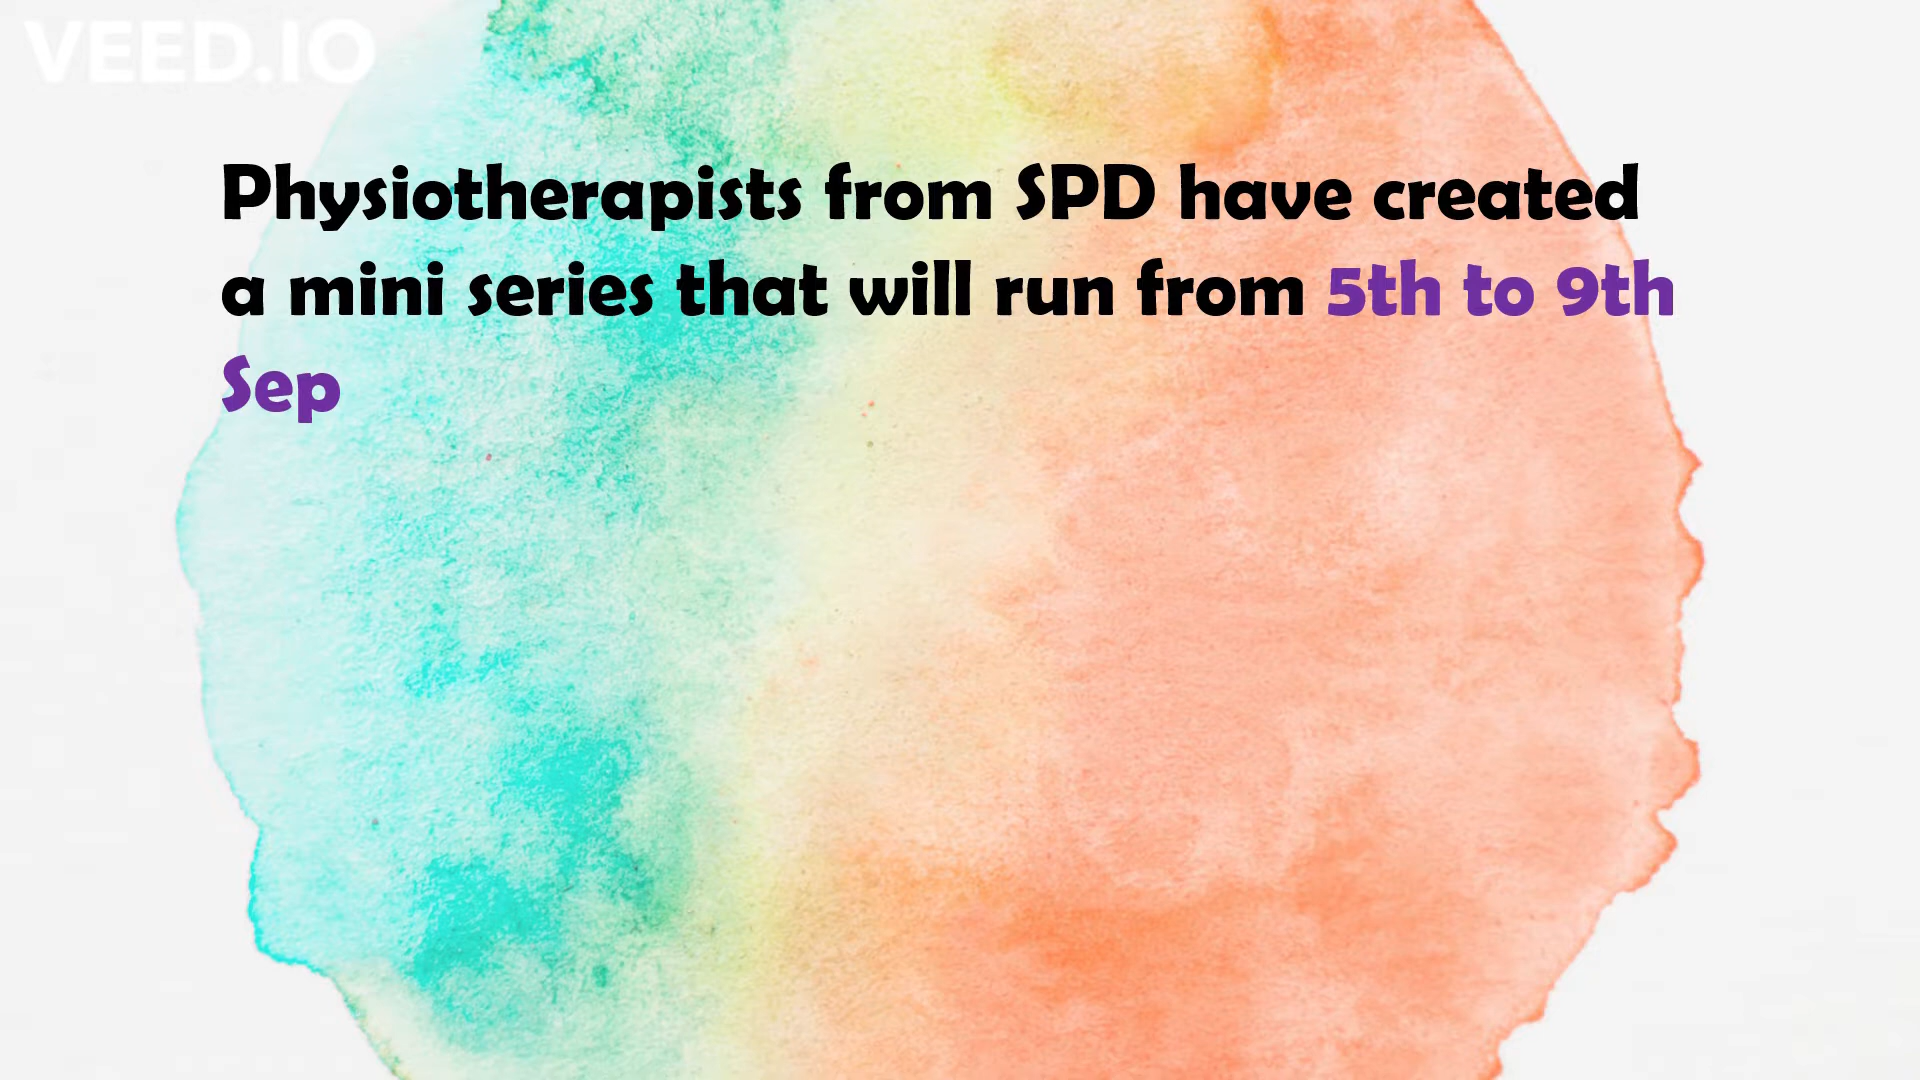 VEED.IO
Physiotherapists from SPD have created
a mini series that will run from 5th to 9th
Sep